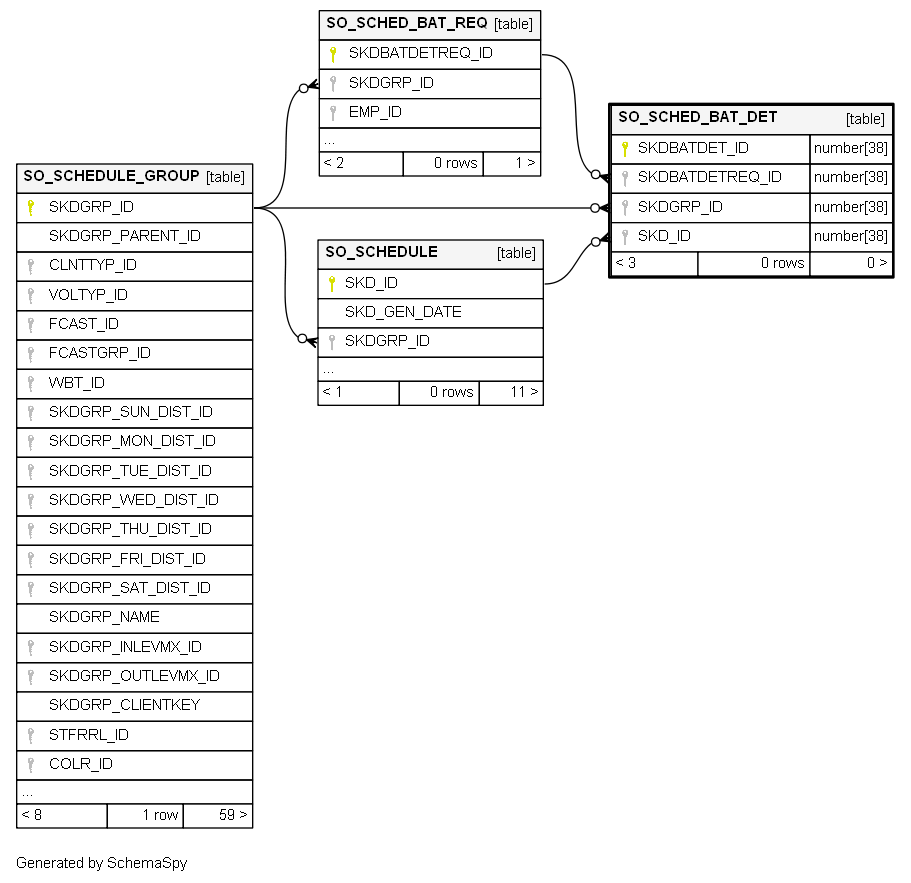 SO_SCHED_BAT_REQ [table]
SKDBATDETREQ_ID
SKDGRP_ID
EMP_ID
...
< 2 0 rows 1 >
SO_SCHED_BAT_DET [table]
SKDBATDET_ID number[38]
SKDBATDETREQ_ID number[38]
SKDGRP_ID number[38]
SKD_ID number[38]
< 3 0 rows 0 >
SO_SCHEDULE_GROUP [table]
SKDGRP_ID
SKDGRP_PARENT_ID
CLNTTYP_ID
VOLTYP_ID
FCAST_ID
FCASTGRP_ID
WBT_ID
SKDGRP_SUN_DIST_ID
SKDGRP_MON_DIST_ID
SKDGRP_TUE_DIST_ID
SKDGRP_WED_DIST_ID
SKDGRP_THU_DIST_ID
SKDGRP_FRI_DIST_ID
SKDGRP_SAT_DIST_ID
SKDGRP_NAME
SKDGRP_INLEVMX_ID
SKDGRP_OUTLEVMX_ID
SKDGRP_CLIENTKEY
STFRRL_ID
COLR_ID
...
< 8 1 row 59 >
SO_SCHEDULE [table]
SKD_ID
SKD_GEN_DATE
SKDGRP_ID
...
< 1 0 rows 11 >
Generated by SchemaSpy